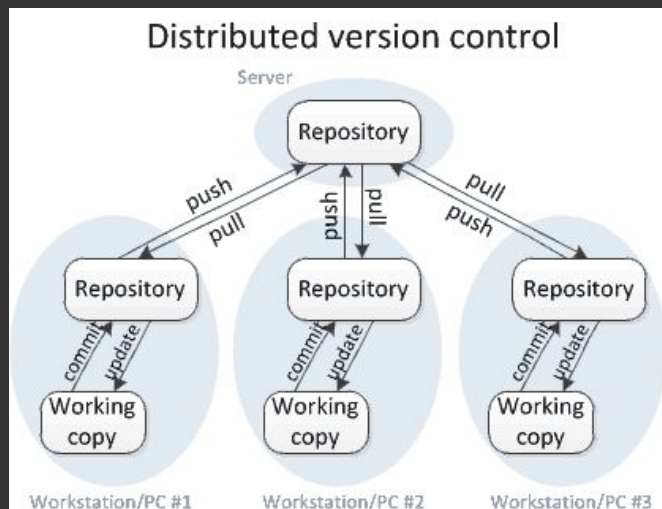 Distributed version control
Server
Repository
push
pull
push
pull
pull
push
Repository
Repository
Repository
commit
update
commit
update
commit
update
Working
copy
Working
copy
Working
copy
Workstation/PC #1
Workstation/PC #2
Workstation/PC #3